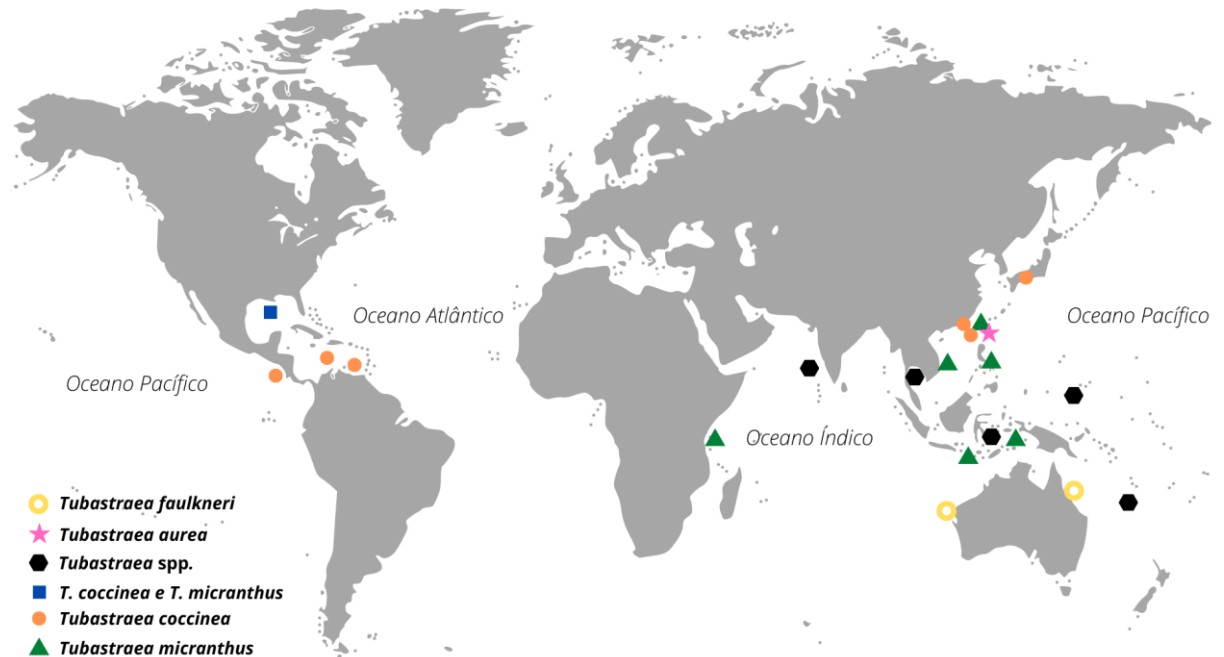 Oceano Atlântico
Oceano Pacífico
Oceano Pacífico
Oceano Índico
Tubastraea faulkneri
Tubastraea aurea
Tubastraea spp.
T. coccinea e T. micranthus
Tubastraea coccinea
Tubastraea micranthus